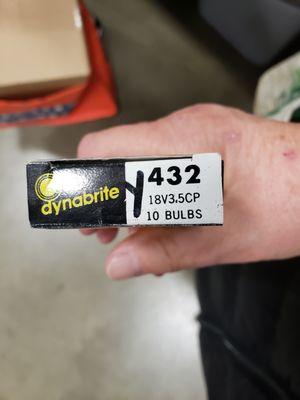 dynabrite
432
18V3.5CP
10 BULBS